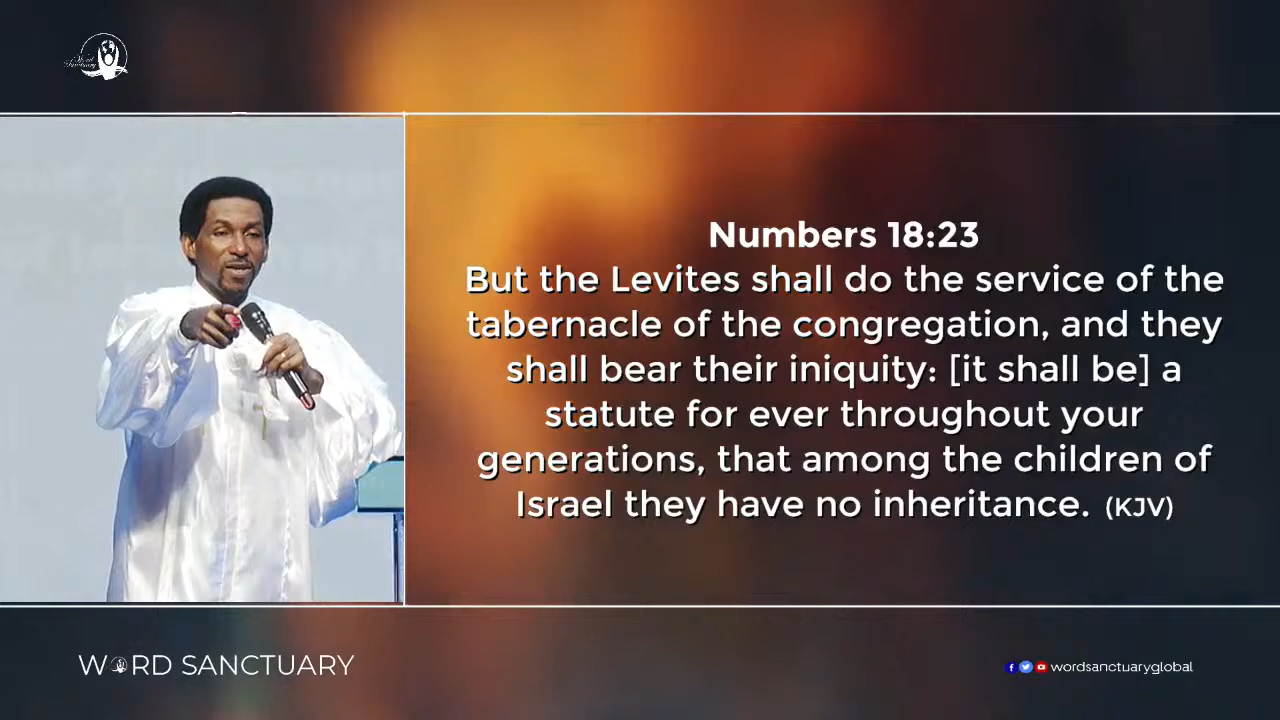 Word
Sanctuary
Numbers 18:23
But the Levites shall do the service of the
tabernacle of the congregation, and they
shall bear their iniquity: [it shall be] a
statute for ever throughout your
generations, that among the children of
Israel they have no inheritance. (KJV)
WORD SANCTUARY
wordsanctuaryglobal